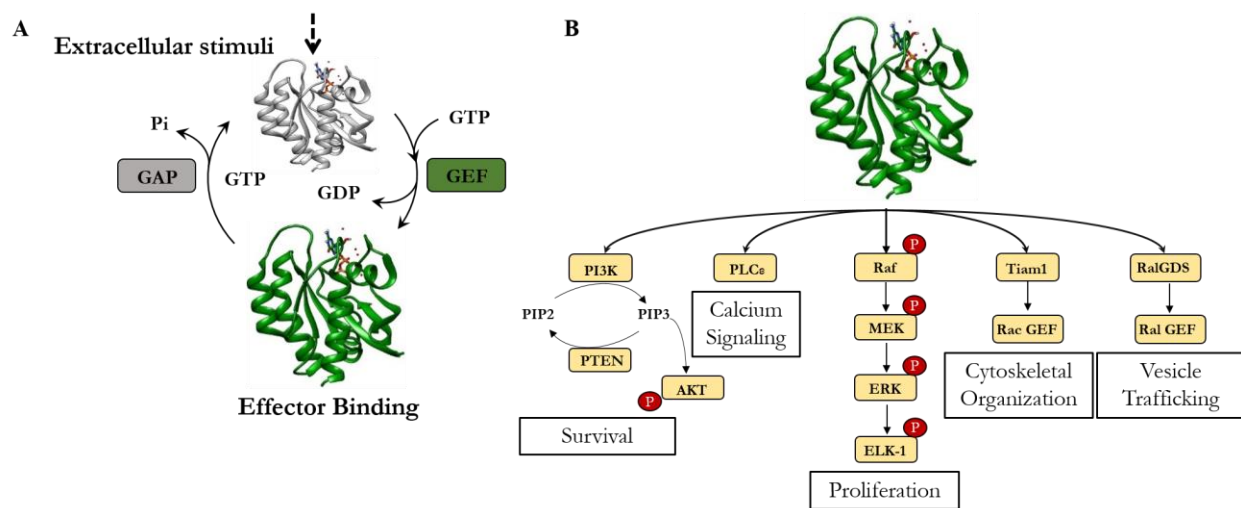 A
Extracellular stimuli
Pi
GTP
GAP
GTP
GEF
GDP
Effector Binding
B
PI3K
PLCε
Raf
P
Tiam1
RalGDS
PIP2
PIP3
Calcium
Signaling
MEK
P
Rac GEF
Ral GEF
PTEN
AKT
P
ERK
P
Cytoskeletal
Organization
Vesicle
Trafficking
Survival
ELK-1
P
Proliferation